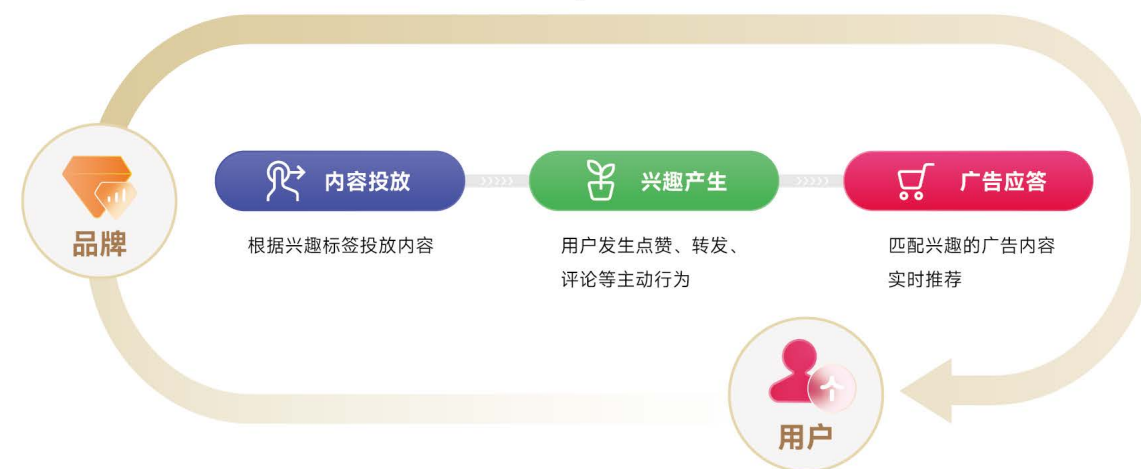 品牌
内容投放
兴趣产生
广告应答
根据兴趣标签投放内容
用户发生点赞、转发、
评论等主动行为
匹配兴趣的广告内容
实时推荐
用户